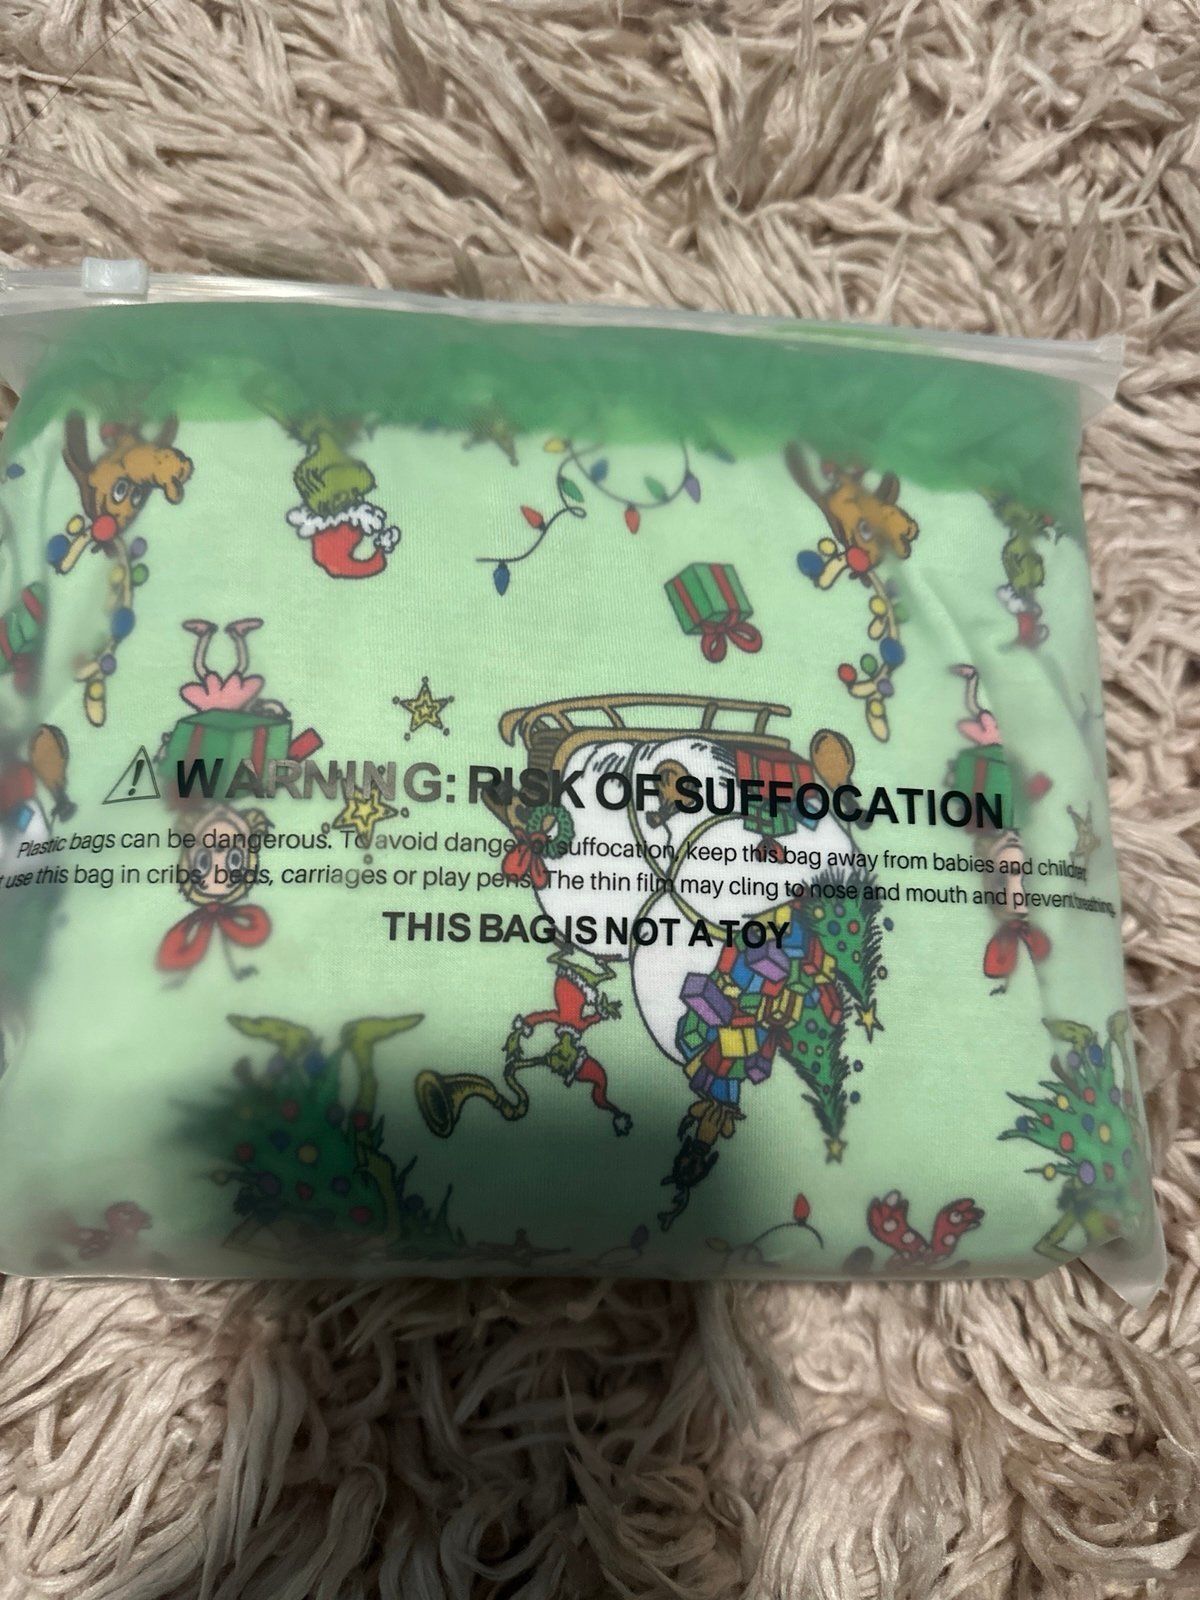 WARNING: RISK OF SUFFOCATION
Plastic bags can be dangerous. To avoid danger of suffocation, keep this bag away from babies and children
use this bag in cribs, beds, carriages or play pens. The thin film may cling to nose and mouth and prevent breathing.
THIS BAG IS NOT A TOY